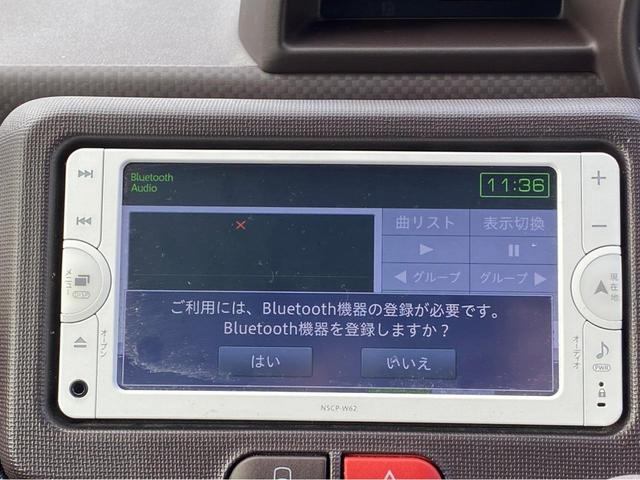 Bluetooth
Audio
11:36
曲リスト
表示切換
グループ
グループ
ご利用には、Bluetooth機器の登録が必要です。
Bluetooth機器を登録しますか？
はい
いいえ
メニュー
オープン
現在地
オーディオ
PWR
NSCP-W62